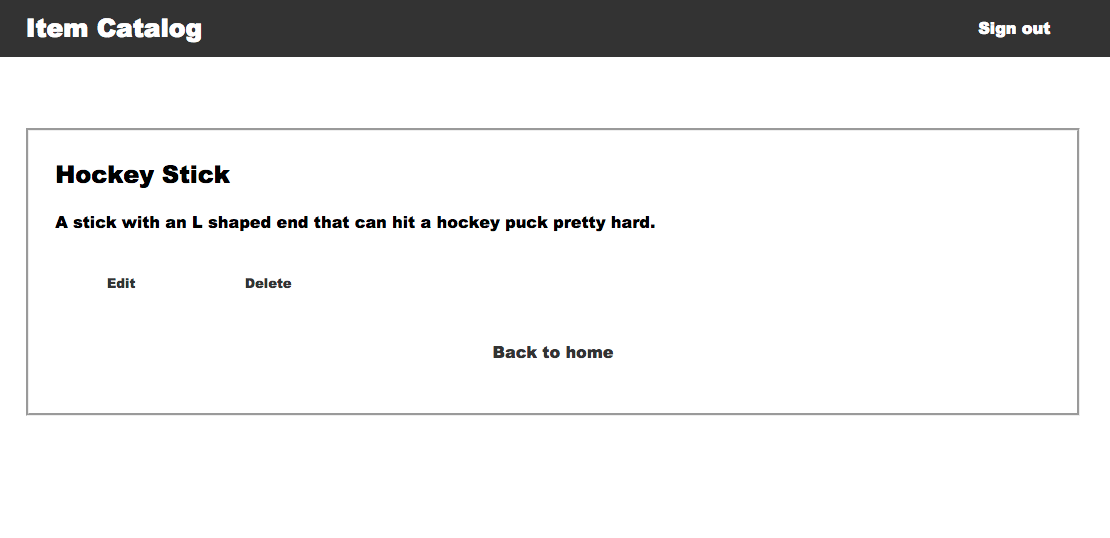 Item Catalog Sign out
Hockey Stick
A stick with an L shaped end that can hit a hockey puck pretty hard.
Edit Delete
Back to home